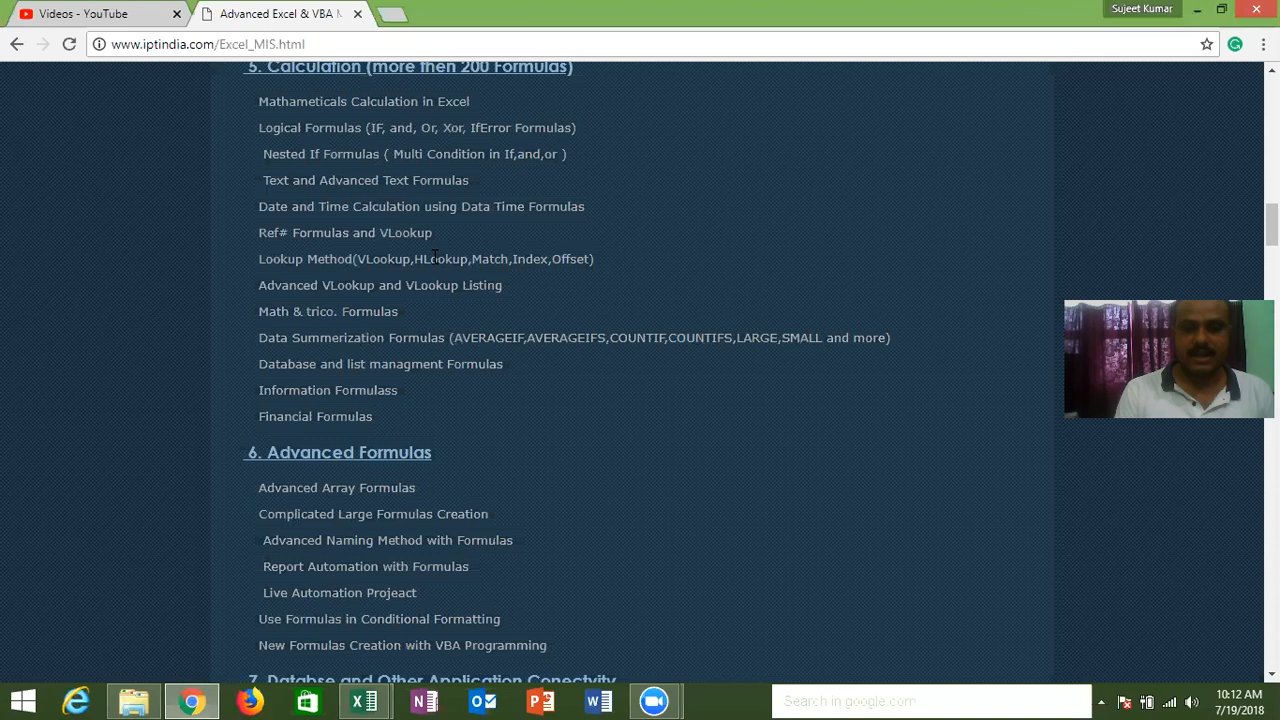 Videos - YouTube
Advanced Excel & VBA M
Sujeet Kumar
www.iptindia.com/Excel_MIS.html
5. Calculation (more then 200 Formulas)
Mathameticals Calculation in Excel
Logical Formulas (IF, and, Or, Xor, IfError Formulas)
Nested If Formulas ( Multi Condition in If,and,or )
Text and Advanced Text Formulas
Date and Time Calculation using Data Time Formulas
Ref# Formulas and VLookup
Lookup Method(VLookup,HLookup,Match,Index,Offset)
Advanced VLookup and VLookup Listing
Math & trico. Formulas
Data Summerization Formulas (AVERAGEIF,AVERAGEIFS,COUNTIF,COUNTIFS,LARGE,SMALL and more)
Database and list managment Formulas
Information Formulass
Financial Formulas
6. Advanced Formulas
Advanced Array Formulas
Complicated Large Formulas Creation
Advanced Naming Method with Formulas
Report Automation with Formulas
Live Automation Projeact
Use Formulas in Conditional Formatting
New Formulas Creation with VBA Programming
7. Databse and Other Application Conectvity
Search in google.com
10:12 AM
7/19/2018